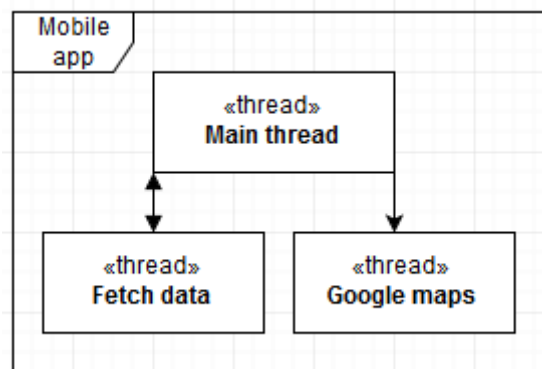 Mobile
app
«thread»
Main thread
«thread»
Fetch data
«thread»
Google maps